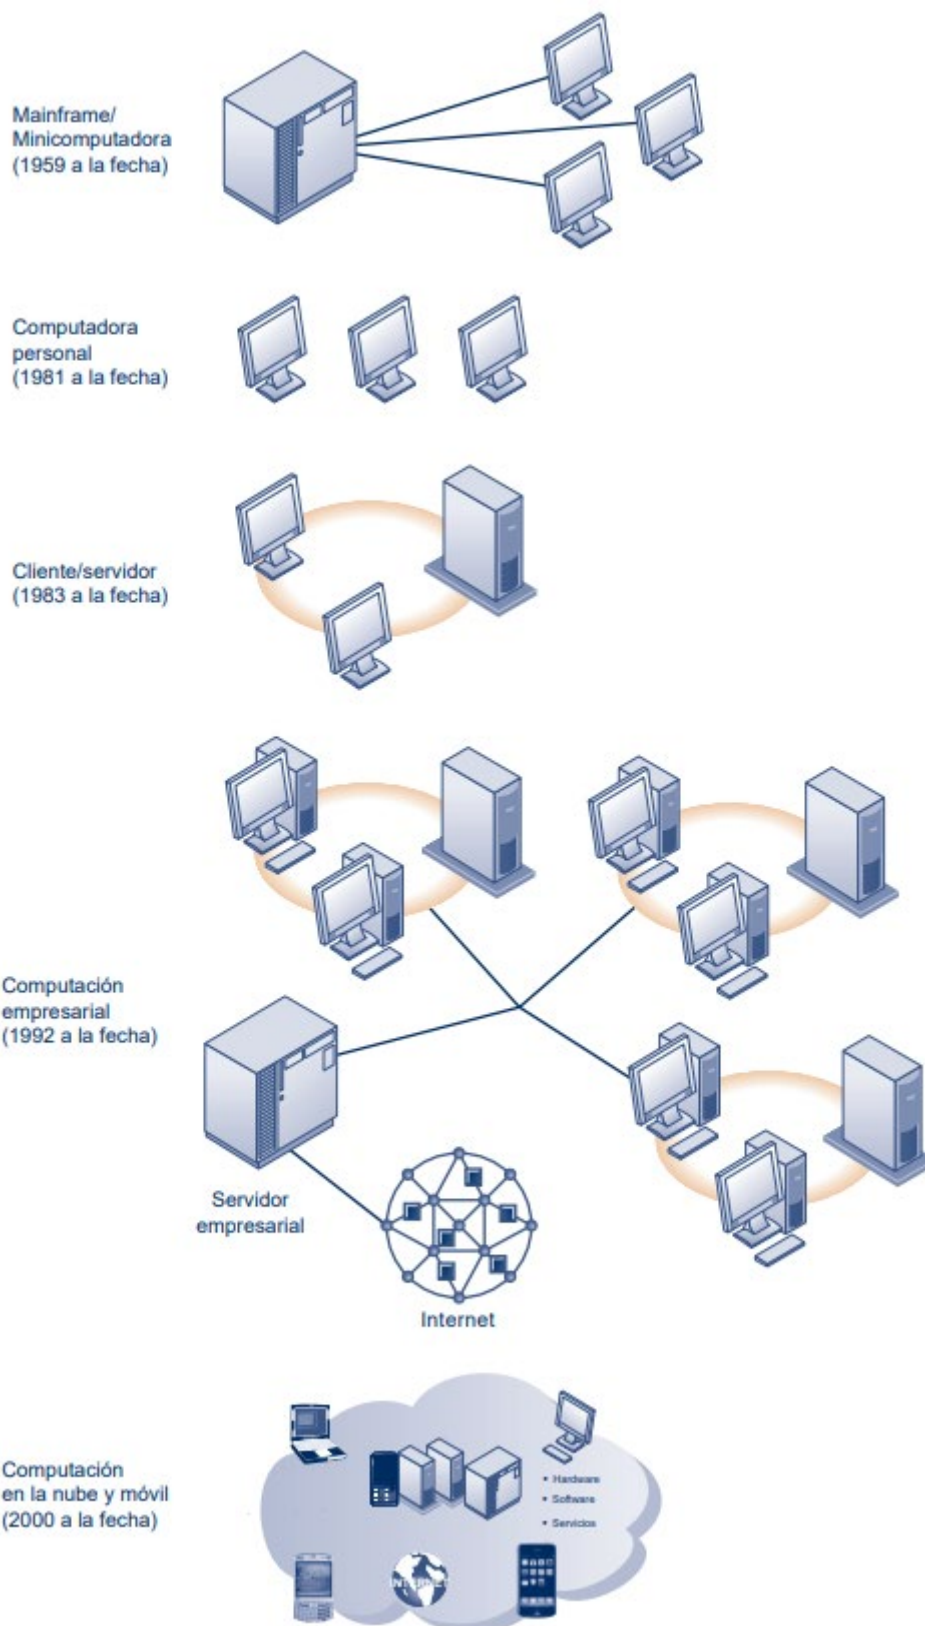 Mainframe/
Minicomputadora
(1959 a la fecha)
Computadora
personal
(1981 a la fecha)
Cliente/servidor
(1983 a la fecha)
Computación
empresarial
(1992 a la fecha)
Servidor
empresarial
Internet
Computación
en la nube y móvil
(2000 a la fecha)
• Hardware
• Software
• Servicios
INTERNET